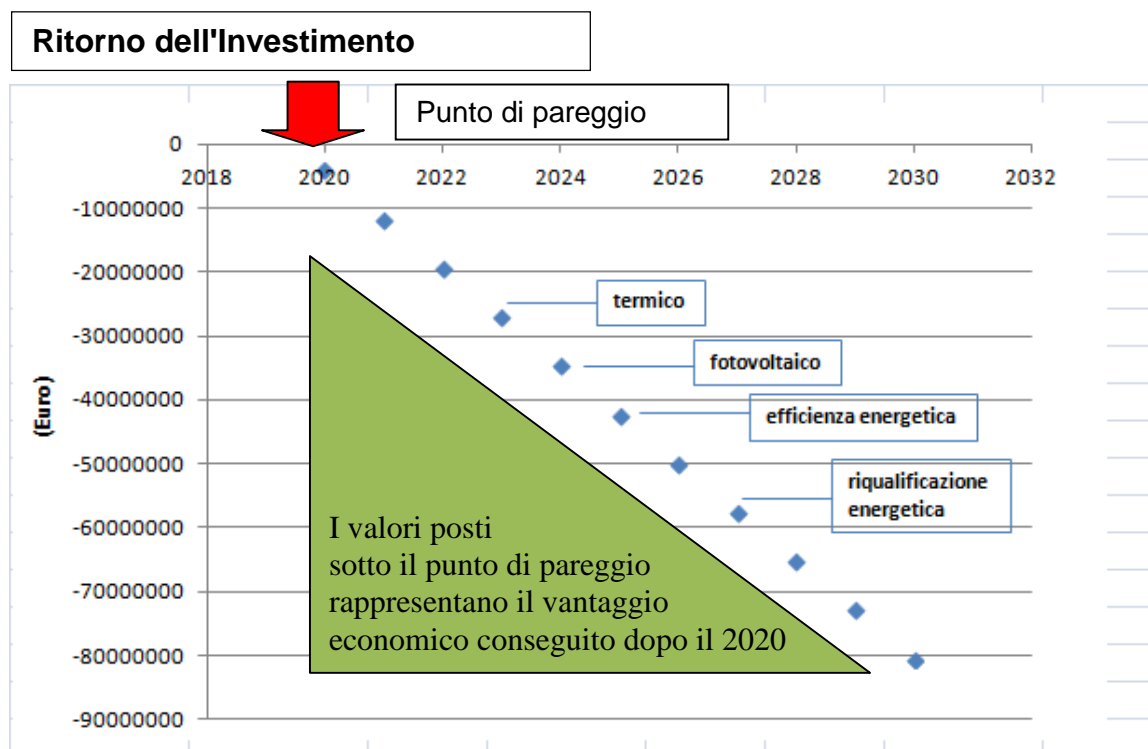 Ritorno dell'Investimento
Punto di pareggio
0
2018 2020 2022 2024 2026 2028 2030 2032
-10000000
-20000000
termico
-30000000
fotovoltaico
(Euro)
-40000000
efficienza energetica
-50000000
riqualificazione
energetica
-60000000
I valori posti
sotto il punto di pareggio
rappresentano il vantaggio
economico conseguito dopo il 2020
-70000000
-80000000
-90000000